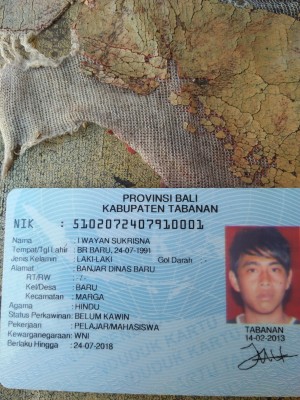 PROVINSI BALI
KABUPATEN TABANAN
NIK : 5102072407910001
Nama : I WAYAN SUKRISNA
Tempat/Tgl Lahir : BR BARU, 24-07-1991
Jenis Kelamin : LAKI-LAKI Gol Darah
Alamat : BANJAR DINAS BARU
RT/RW : /
Kel/Desa : BARU
Kecamatan : MARGA
Agama : HINDU
Status Perkawinan: BELUM KAWIN
Pekerjaan : PELAJAR/MAHASISWA
Kewarganegaraan: WNI
Berlaku Hingga : 24-07-2018
TABANAN
14-02-2013